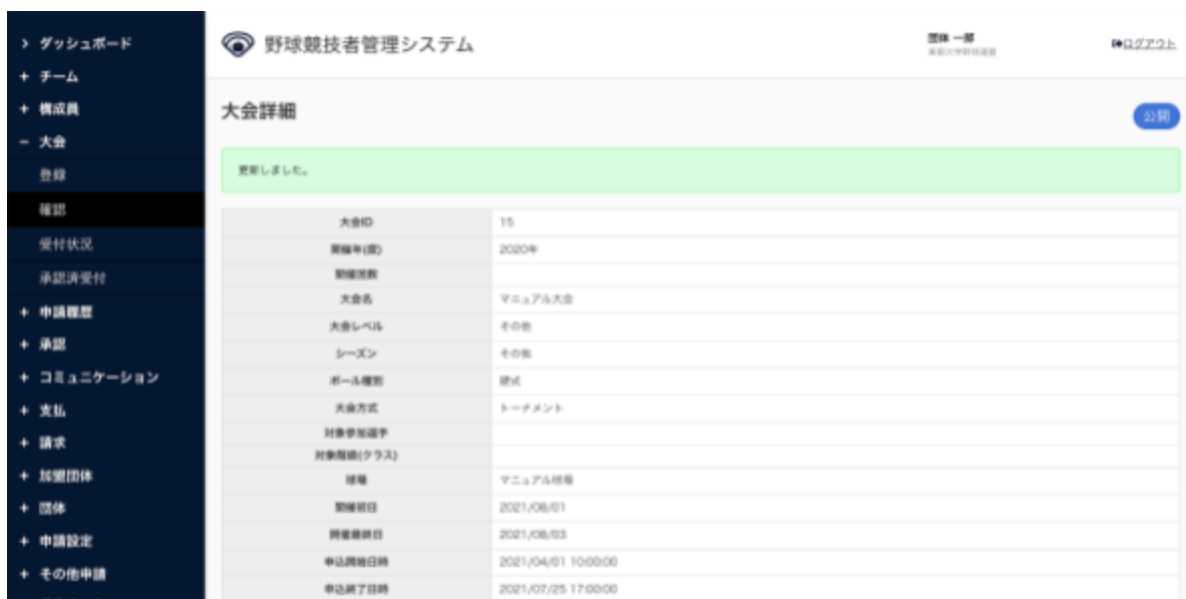 ダッシュボード
チーム
構成員
大会
登録
確認
受付状況
承認済受付
申請履歴
承認
コミュニケーション
支払
請求
加盟団体
団体
申請設定
その他申請
野球競技者管理システム
団体 一郎
ログアウト
大会詳細
公開
更新しました。
大会ID 15
開催年(度) 2020年
開催回数
大会名 マニュアル大会
大会レベル その他
シーズン その他
ボール種別 硬式
大会方式 トーナメント
対象参加選手
対象階級(クラス)
球場 マニュアル球場
開催初日 2021/08/01
開催最終日 2021/08/03
申込開始日時 2021/04/01 10:00:00
申込終了日時 2021/07/25 17:00:00